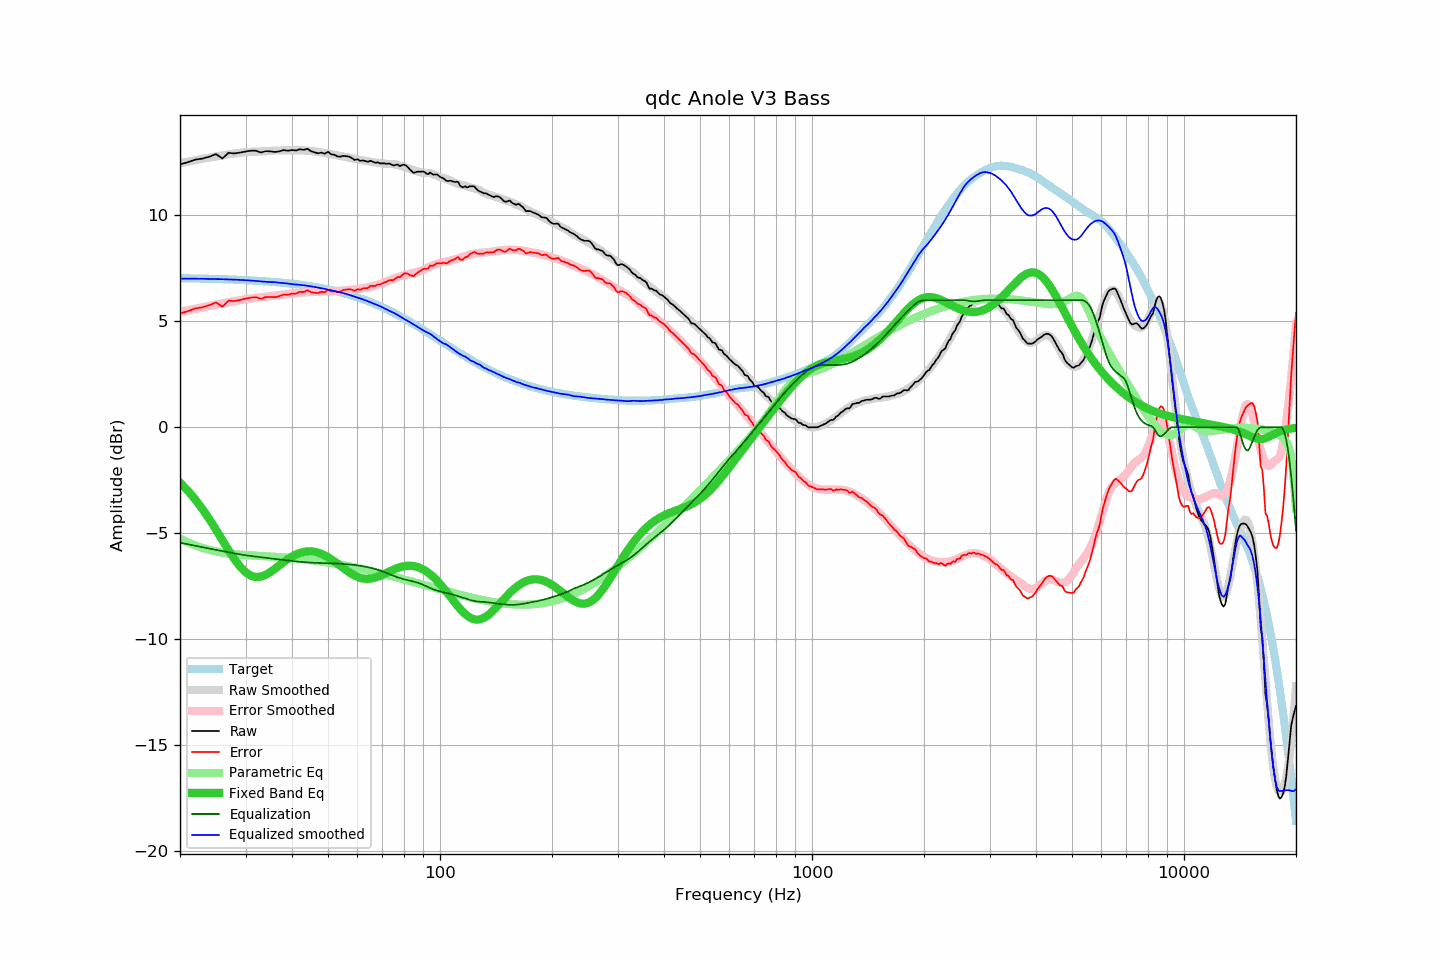 qdc Anole V3 Bass
Amplitude (dBr)
10
5
0
−5
−10
−15
−20
Target
Raw Smoothed
Error Smoothed
Raw
Error
Parametric Eq
Fixed Band Eq
Equalization
Equalized smoothed
100 1000 10000
Frequency (Hz)